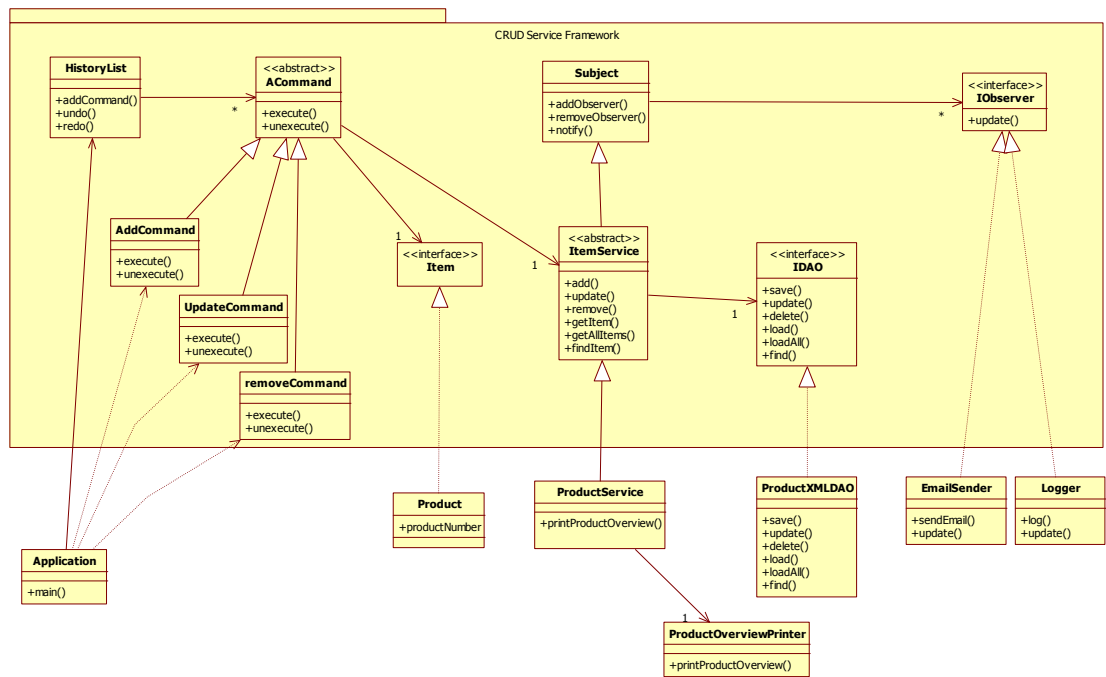 CRUD Service Framework
HistoryList
+addCommand()
+undo()
+redo()
*
<<abstract>>
ACommand
+execute()
+unexecute()
Subject
+addObserver()
+removeObserver()
+notify()
*
<<interface>>
IObserver
+update()
AddCommand
+execute()
+unexecute()
1
<<interface>>
Item
1
<<abstract>>
ItemService
+add()
+update()
+remove()
+getItem()
+getAllItems()
+findItem()
1
<<interface>>
IDAO
+save()
+update()
+delete()
+load()
+loadAll()
+find()
UpdateCommand
+execute()
+unexecute()
removeCommand
+execute()
+unexecute()
Product
+productNumber
ProductService
+printProductOverview()
ProductXMLDAO
+save()
+update()
+delete()
+load()
+loadAll()
+find()
EmailSender
+sendEmail()
+update()
Logger
+log()
+update()
Application
+main()
1
ProductOverviewPrinter
+printProductOverview()